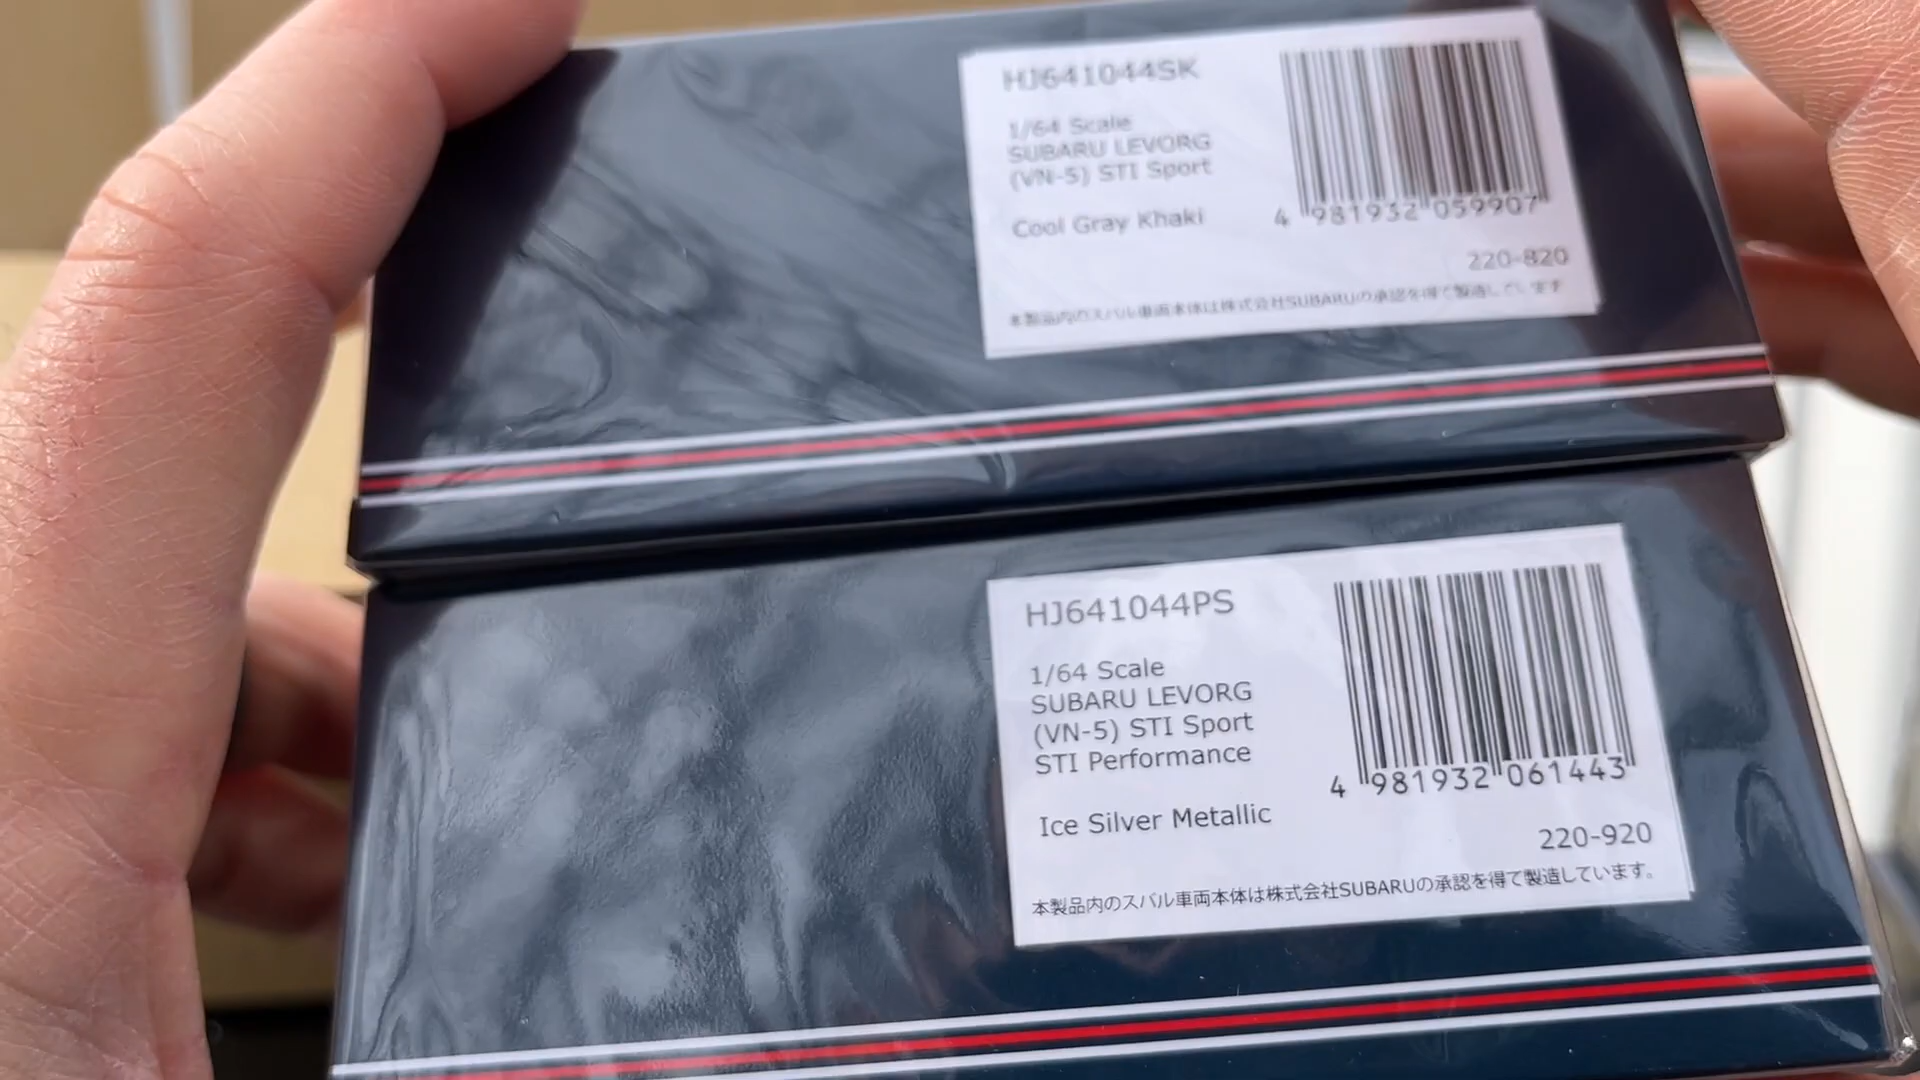 HJ641044SK
1/64 Scale
SUBARU LEVORG
(VN-5) STI Sport
Cool Gray Khaki
4 981932 059907
220-820
本製品内のスバル車両本体は株式会社SUBARUの承認を得て製造しています
HJ641044PS
1/64 Scale
SUBARU LEVORG
(VN-5) STI Sport
STI Performance
Ice Silver Metallic
4 981932 061443
220-920
本製品内のスバル車両本体は株式会社SUBARUの承認を得て製造しています。